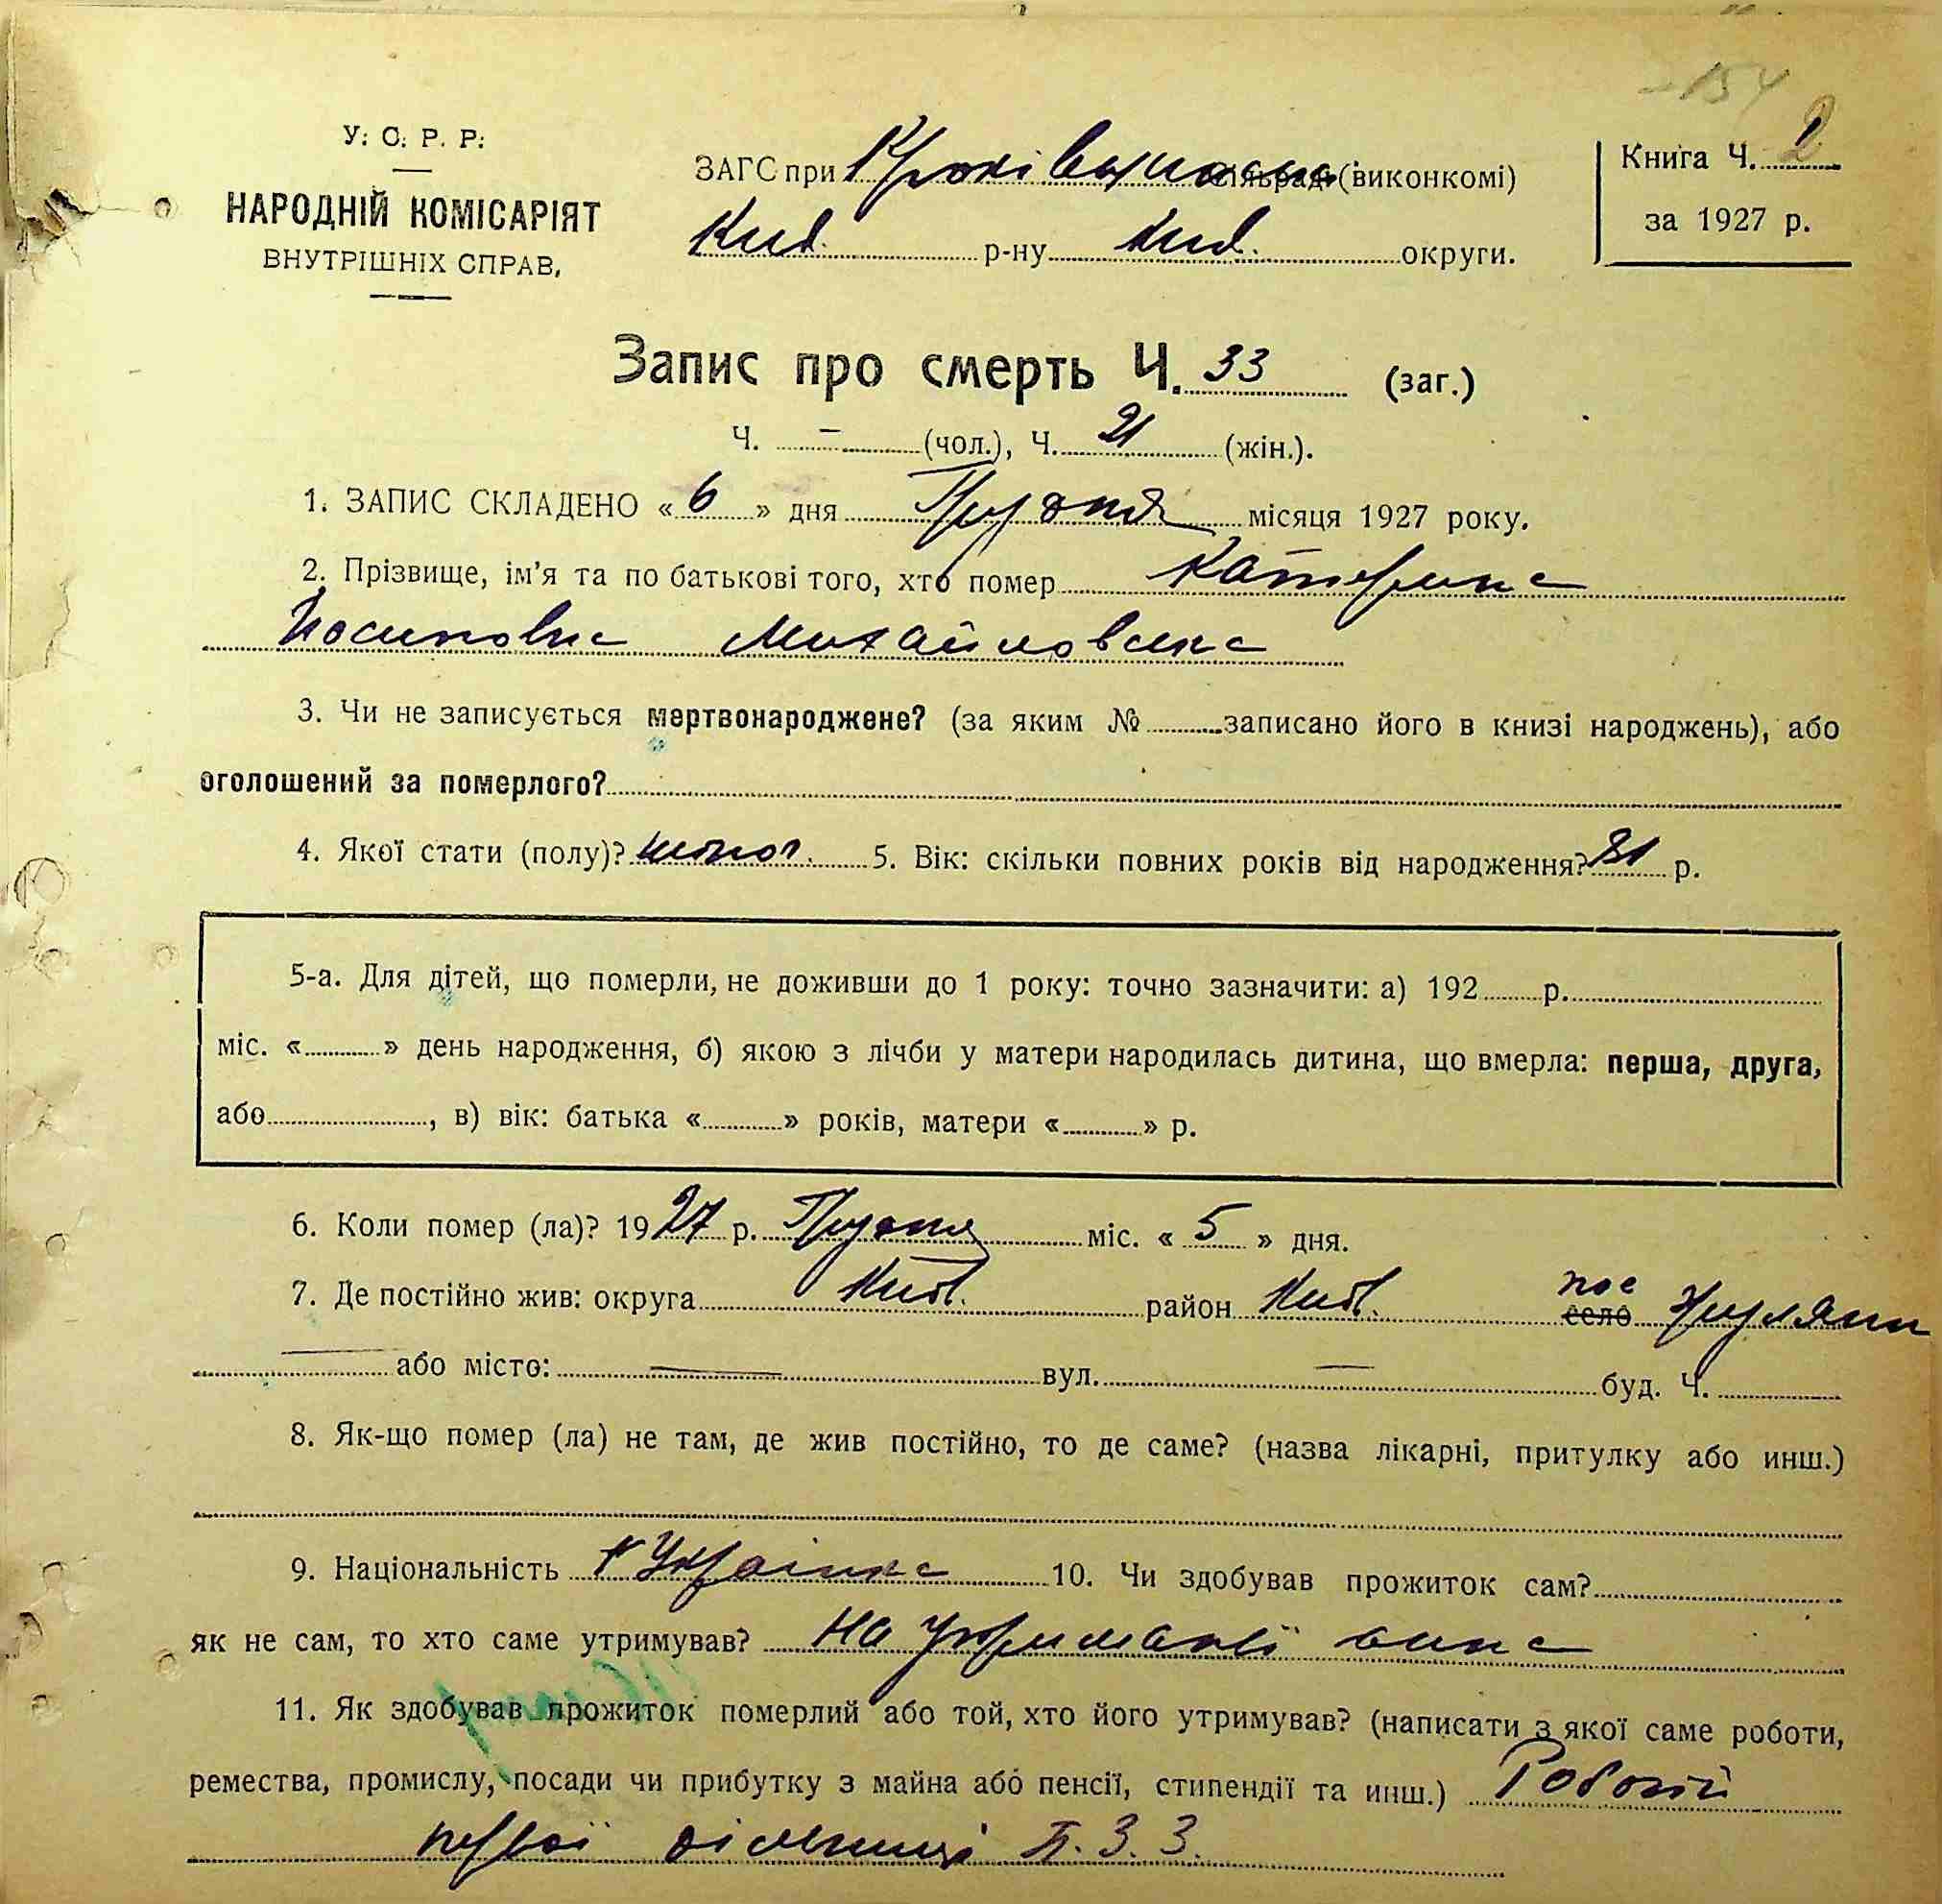 154
У. С. Р. Р.
НАРОДНІЙ КОМІСАРІЯТ
ВНУТРІШНІХ СПРАВ,
ЗАГС при сільраді (виконкомі)
Київ. р-ну Київ. округи.
Книга Ч. 2
за 1927 р.
Запис про смерть Ч. 33 (заг.)
Ч. – (чол.), Ч. 21 (жін.).
1. ЗАПИС СКЛАДЕНО « 6 » дня Грудня місяця 1927 року.
2. Прізвище, ім'я та по батькові того, хто помер Катерина
Йосиповна Михайловська
3. Чи не записується мертвонароджене? (за яким № записано його в книзі народжень), або
оголошений за померлого?
4. Якої стати (полу)? жіноч. 5. Вік: скільки повних років від народження? 81 р.
5-а. Для дітей, що померли, не доживши до 1 року: точно зазначити: а) 192 р.
міс. « » день народження, б) якою з лічби у матери народилась дитина, що вмерла: перша, друга,
або , в) вік: батька « » років, матери « » р.
6. Коли помер (ла)? 1927 р. Грудня міс. « 5 » дня.
7. Де постійно жив: округа Київ. район Київ. село пос Жуляни
або місто: вул. — буд. Ч.
8. Як-що помер (ла) не там, де жив постійно, то де саме? (назва лікарні, притулку або инш.)
9. Національність Українка 10. Чи здобував прожиток сам?
як не сам, то хто саме утримував? На утриманні сина
11. Як здобував прожиток померлий або той, хто його утримував? (написати з якої саме роботи,
ремества, промислу, посади чи прибутку з майна або пенсії, стипендії та инш.) Робочий
первої дільниці П. З. З.